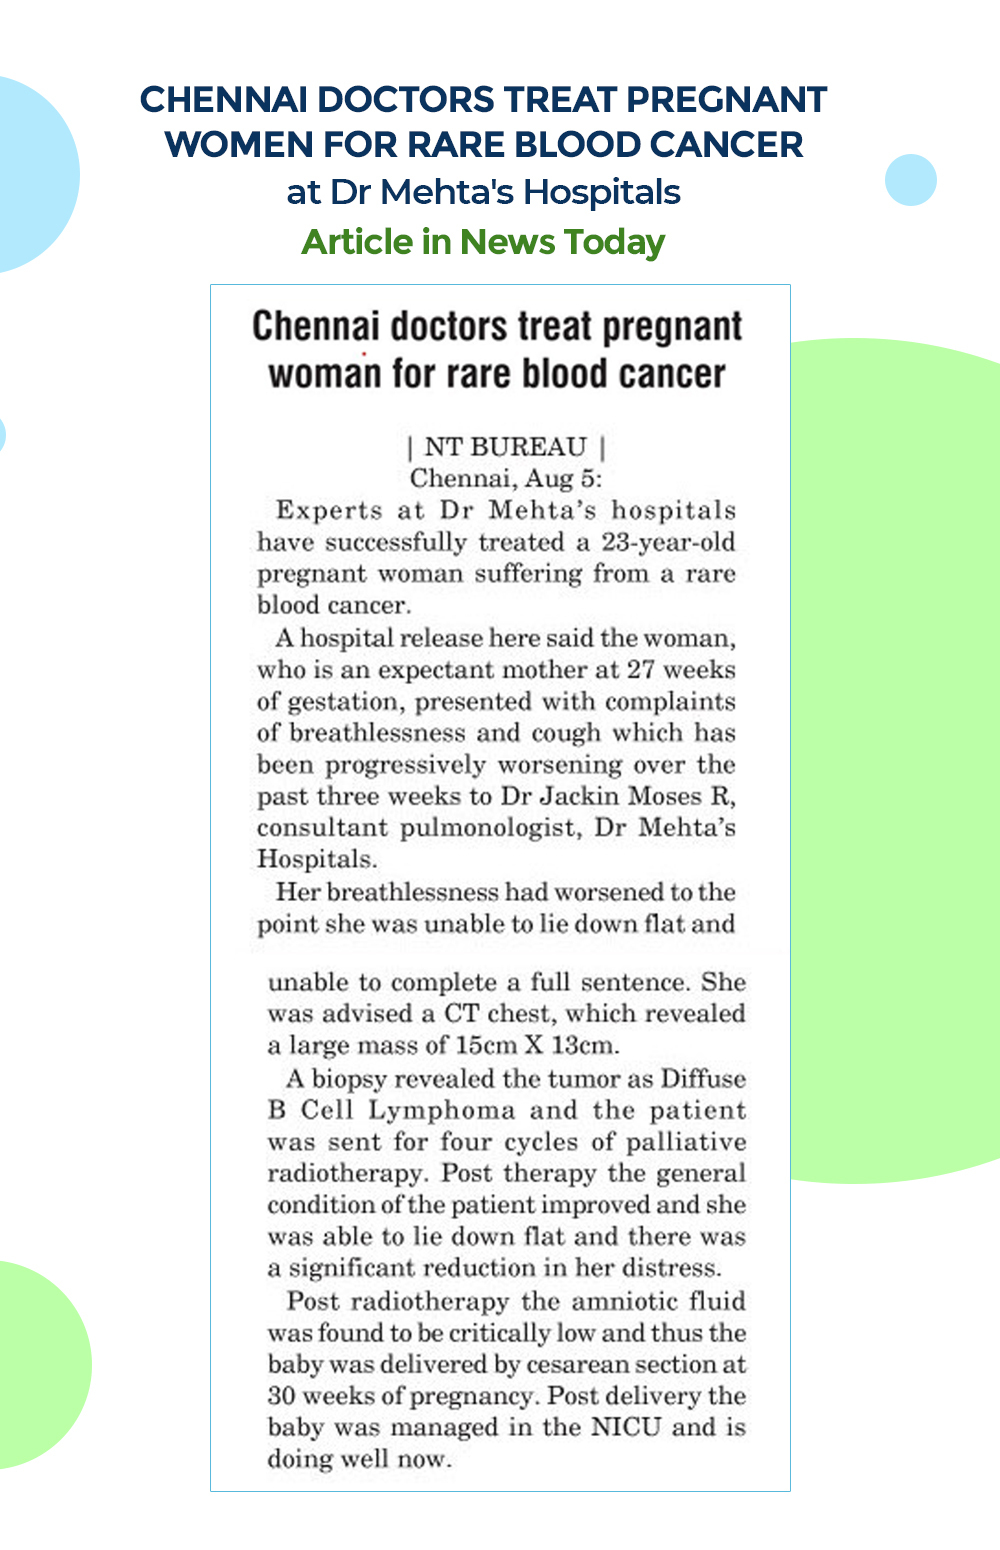 CHENNAI DOCTORS TREAT PREGNANT
WOMEN FOR RARE BLOOD CANCER
at Dr Mehta's Hospitals
Article in News Today
Chennai doctors treat pregnant
woman for rare blood cancer
| NT BUREAU |
Chennai, Aug 5:
Experts at Dr Mehta's hospitals
have successfully treated a 23-year-old
pregnant woman suffering from a rare
blood cancer.
A hospital release here said the woman,
who is an expectant mother at 27 weeks
of gestation, presented with complaints
of breathlessness and cough which has
been progressively worsening over the
past three weeks to Dr Jackin Moses R,
consultant pulmonologist, Dr Mehta's
Hospitals.
Her breathlessness had worsened to the
point she was unable to lie down flat and
unable to complete a full sentence. She
was advised a CT chest, which revealed
a large mass of 15cm X 13cm.
A biopsy revealed the tumor as Diffuse
B Cell Lymphoma and the patient
was sent for four cycles of palliative
radiotherapy. Post therapy the general
condition of the patient improved and she
was able to lie down flat and there was
a significant reduction in her distress.
Post radiotherapy the amniotic fluid
was found to be critically low and thus the
baby was delivered by cesarean section at
30 weeks of pregnancy. Post delivery the
baby was managed in the NICU and is
doing well now.